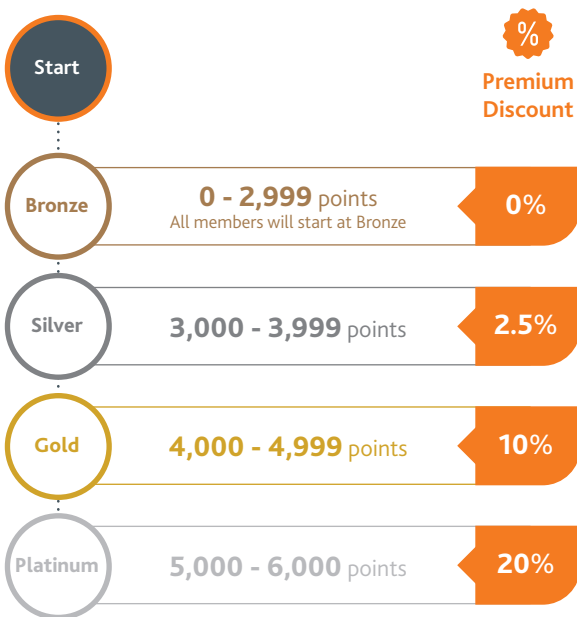 Start
%
Premium
Discount
Bronze
0 - 2,999 points
All members will start at Bronze
0%
Silver
3,000 - 3,999 points
2.5%
Gold
4,000 - 4,999 points
10%
Platinum
5,000 - 6,000 points
20%